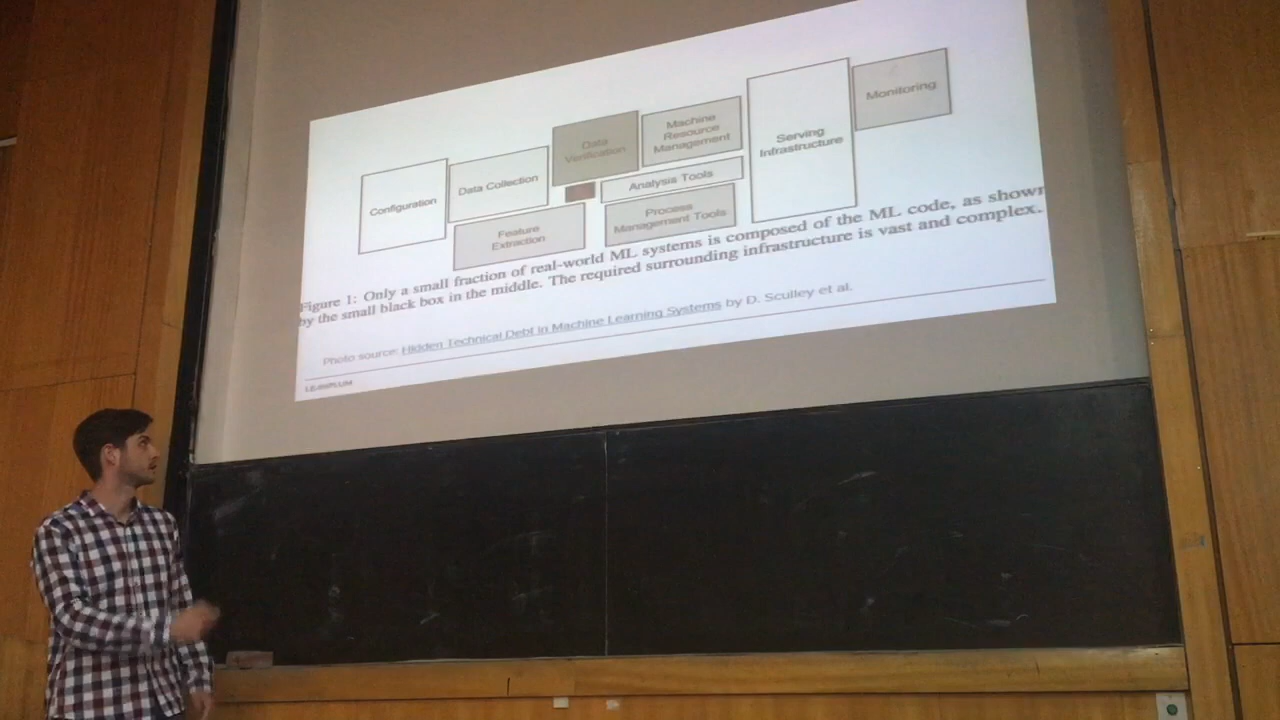 Configuration
Data Collection
Feature
Extraction
Data
Verification
Machine
Resource
Management
Analysis Tools
Process
Management Tools
Serving
Infrastructure
Monitoring
Figure 1: Only a small fraction of real-world ML systems is composed of the ML code, as shown
by the small black box in the middle. The required surrounding infrastructure is vast and complex.
Photo source: Hidden Technical Debt in Machine Learning Systems by D. Sculley et al.
LEANPLUM